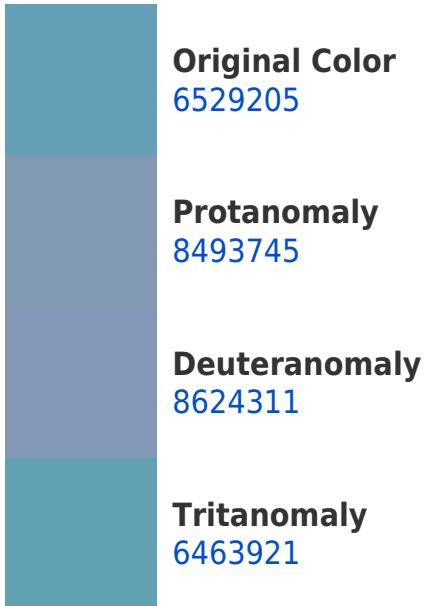 Original Color
6529205
Protanomaly
8493745
Deuteranomaly
8624311
Tritanomaly
6463921